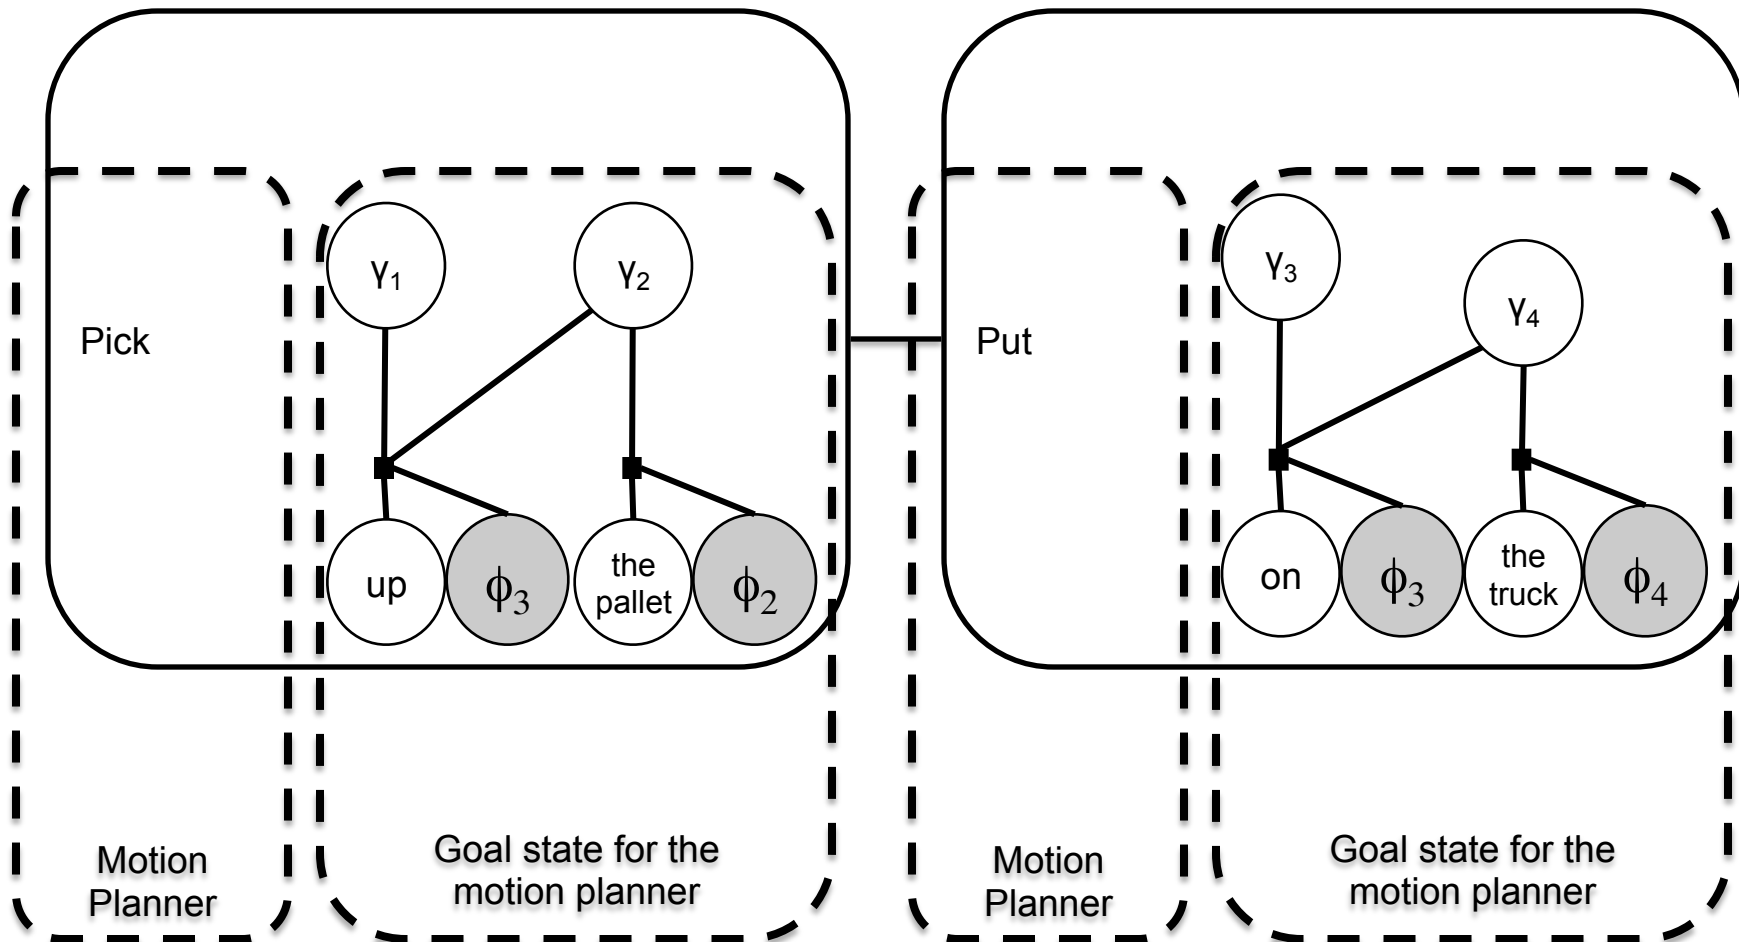 Pick
γ1
γ2
up
ϕ3
the
pallet
ϕ2
Motion
Planner
Goal state for the
motion planner
Put
γ3
γ4
on
ϕ3
the
truck
ϕ4
Motion
Planner
Goal state for the
motion planner